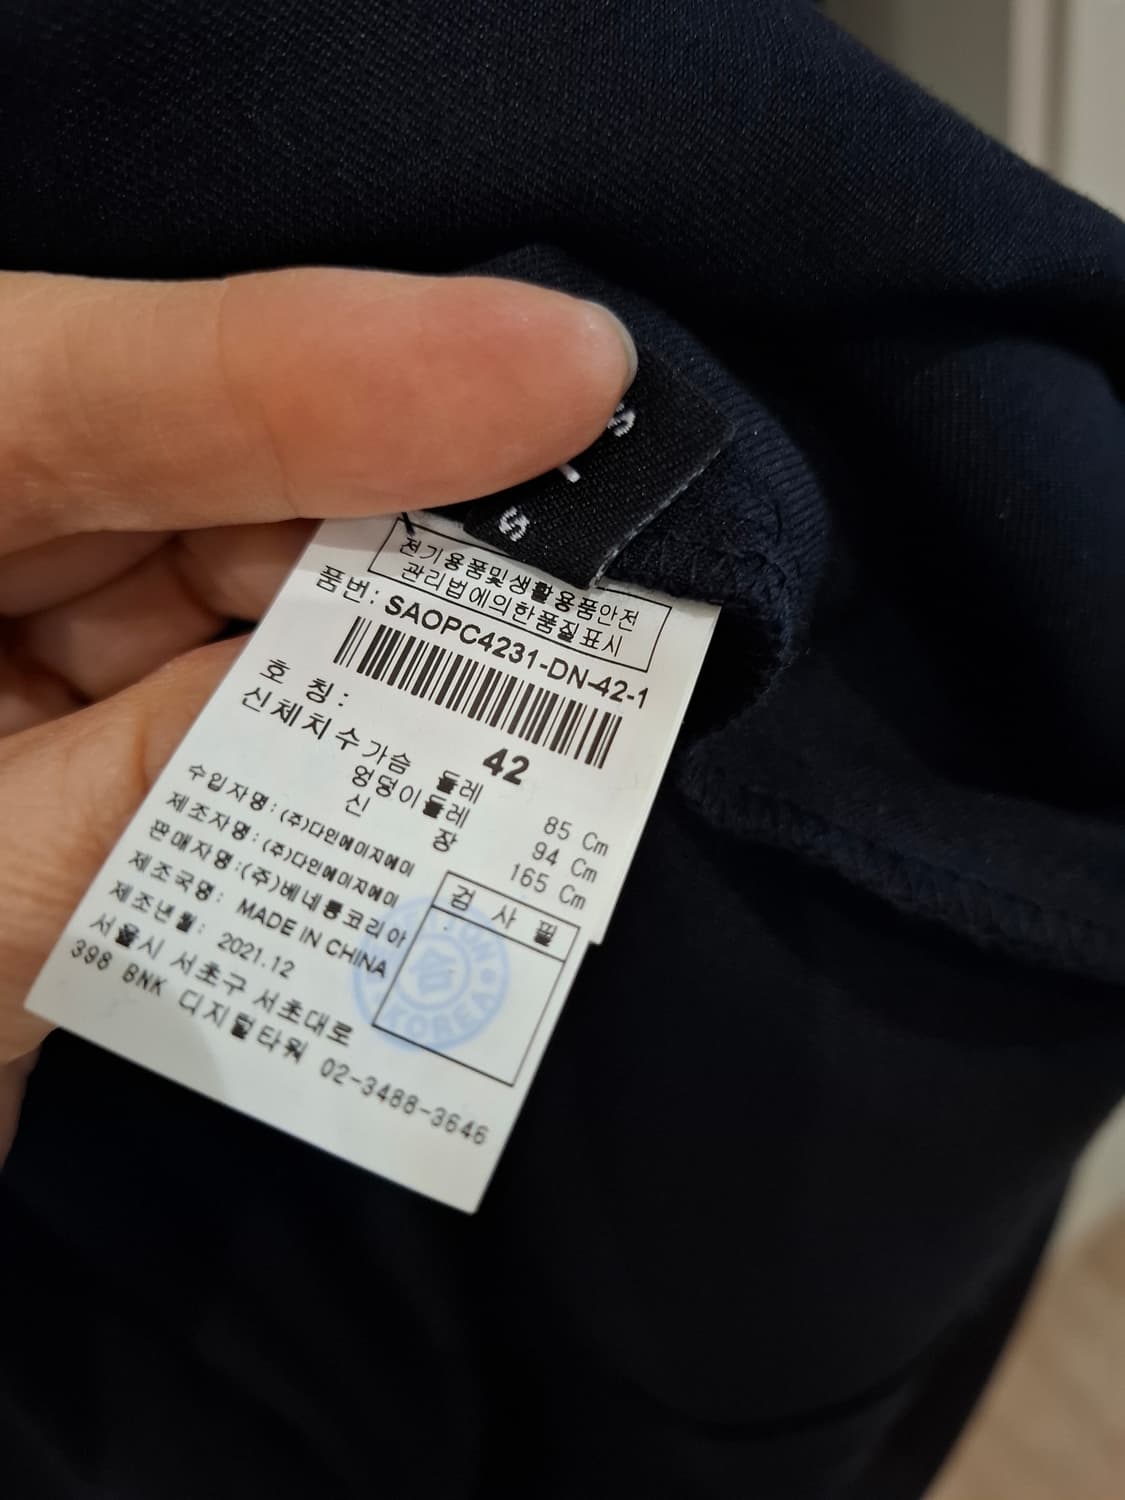 S
I
S
전기용품및생활용품안전
관리법에의한품질표시
품번: SAOPC4231-DN-42-1
호 칭: 42
신체치수 가슴 둘레 85 Cm
엉덩이둘레 94 Cm
신 장 165 Cm
수입자명: (주)다인에이지에이
제조자명: (주)다인에이지에이
판매자명: (주)베네통코리아
제조국명: MADE IN CHINA
제조년월: 2021.12
서울시 서초구 서초대로
398 BNK 디지털타워 02-3488-3646
검 사 필
合
KOREA